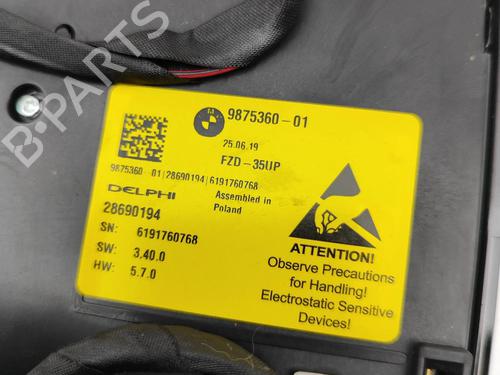 9875360-01
25.06.19
FZD-35UP
9875360-01|28690194|6191760768
DELPHI
Assembled in
Poland
28690194
SN: 6191760768
SW: 3.40.0
HW: 5.7.0
ATTENTION!
Observe Precautions
for Handling!
Electrostatic Sensitive
Devices!
B-PARTS